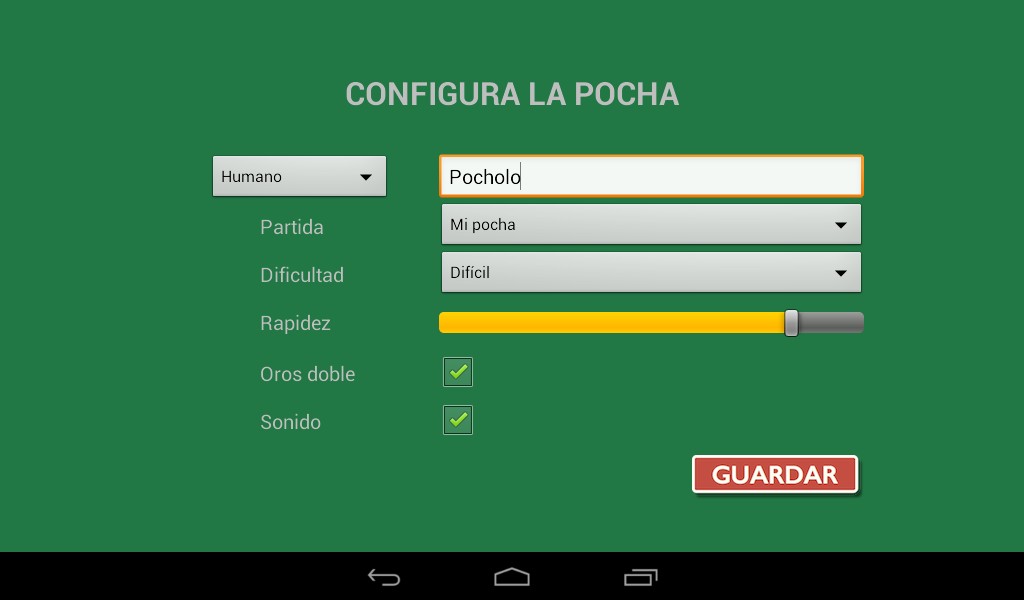 CONFIGURA LA POCHA
Humano
Pocholo
Partida
Mi pocha
Dificultad
Difícil
Rapidez
Oros doble
Sonido
GUARDAR